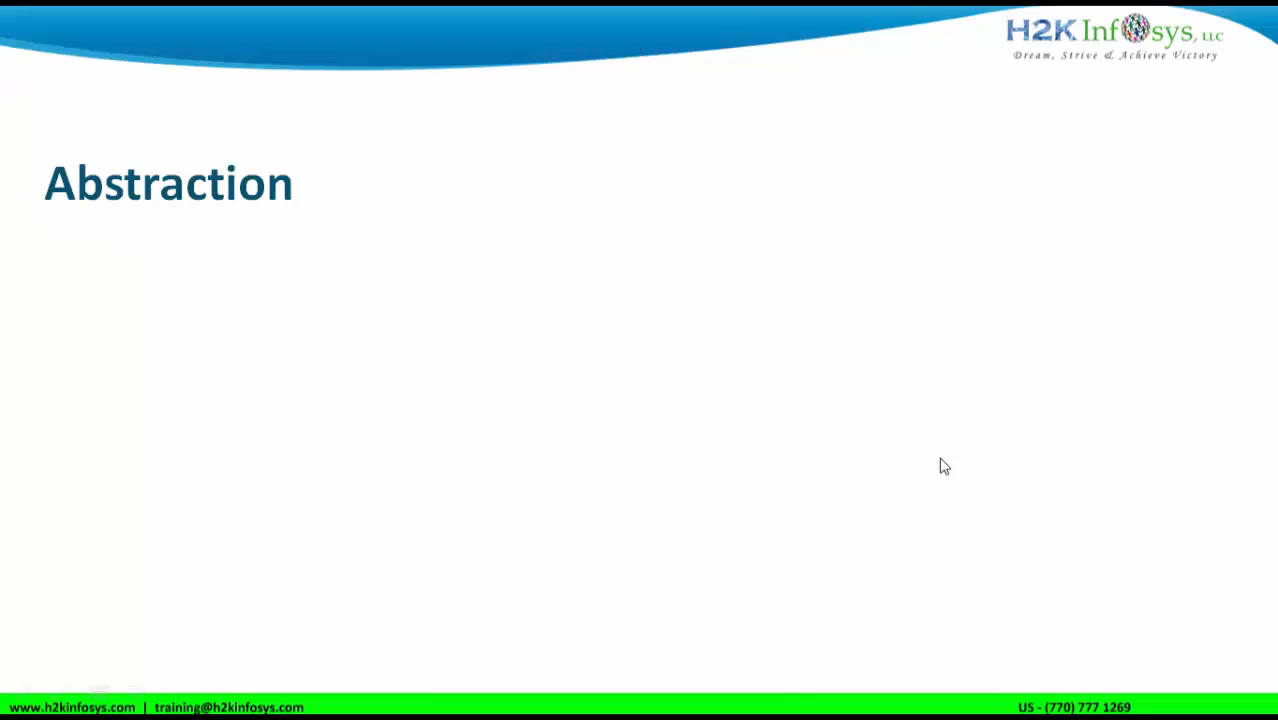 H2K Infosys, LLC
Dream, Strive & Achieve Victory
Abstraction
www.h2kinfosys.com | training@h2kinfosys.com
US - (770) 777 1269